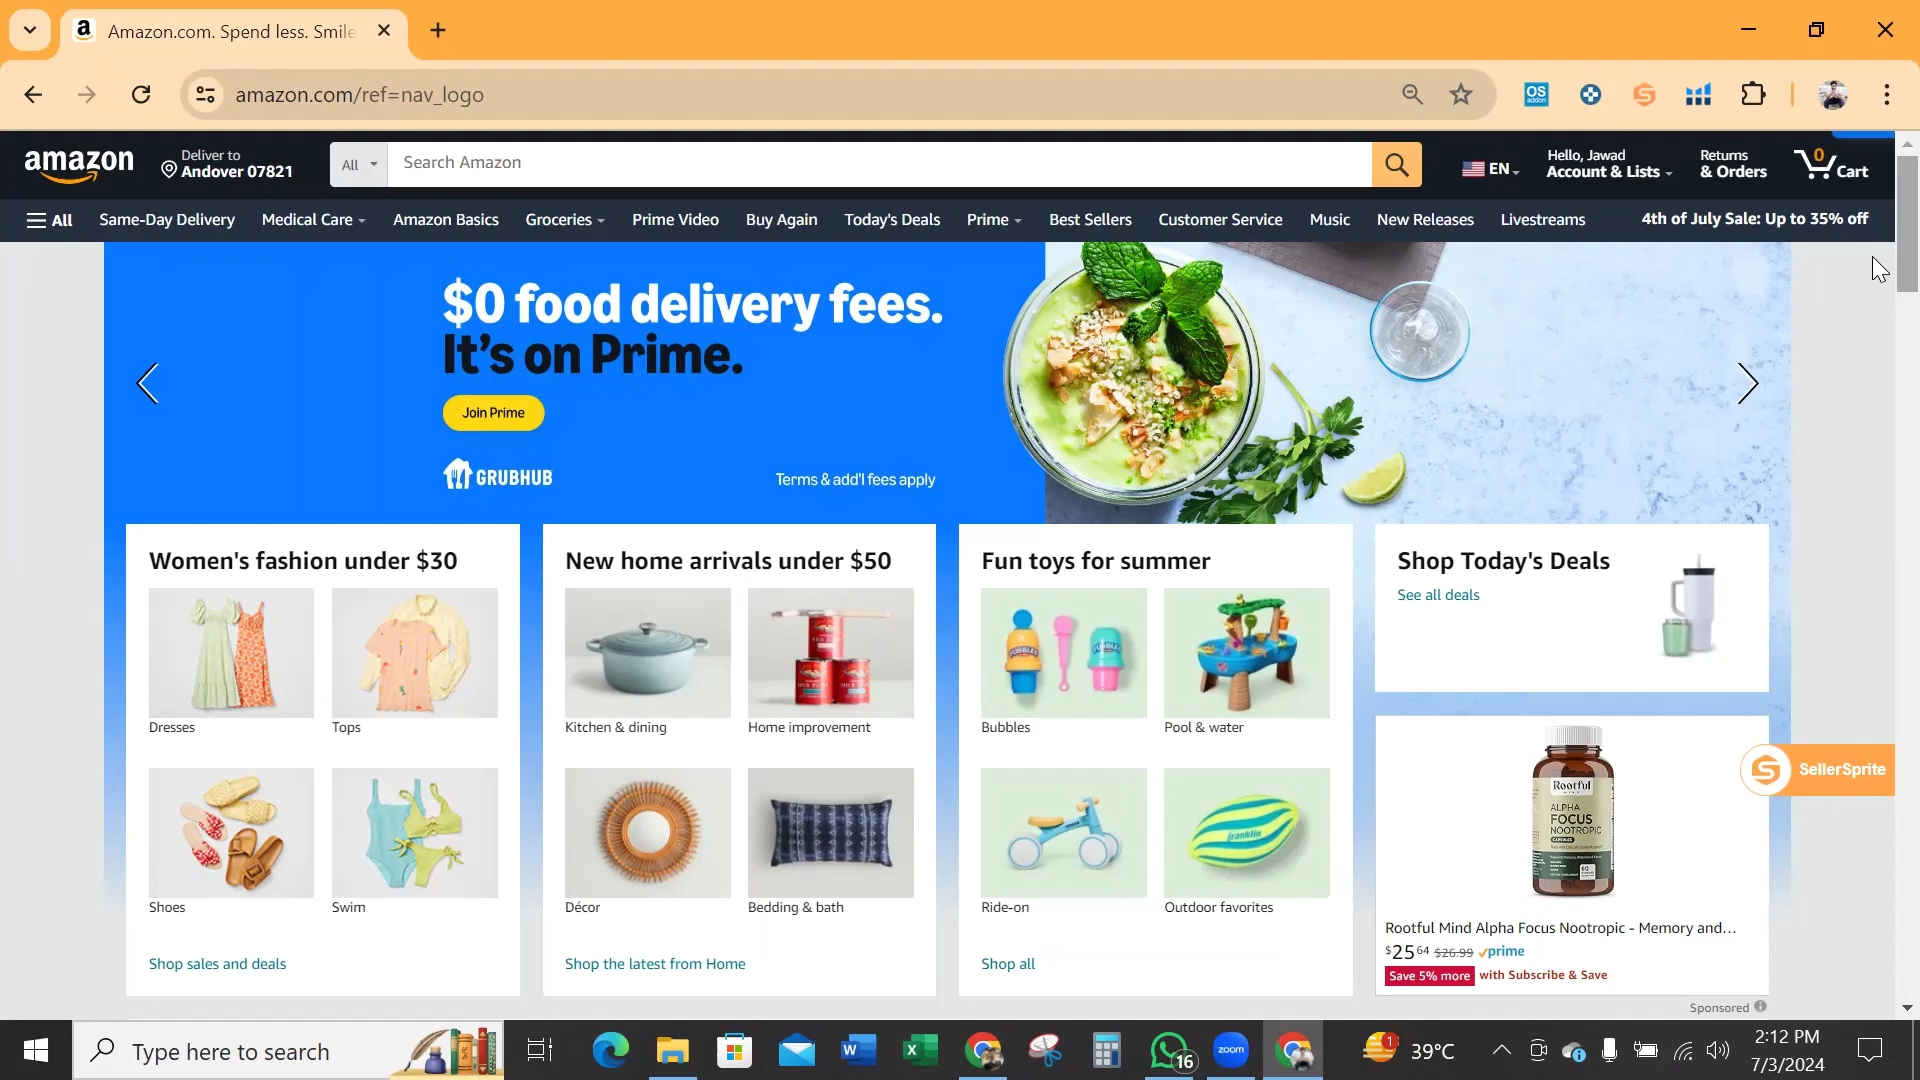 Amazon.com. Spend less. Smile
amazon.com/ref=nav_logo
OS
addon
amazon
Deliver to
Andover 07821
All
Search Amazon
EN
Hello, Jawad
Account & Lists
Returns
& Orders
0
Cart
All
Same-Day Delivery
Medical Care
Amazon Basics
Groceries
Prime Video
Buy Again
Today's Deals
Prime
Best Sellers
Customer Service
Music
New Releases
Livestreams
4th of July Sale: Up to 35% off
$0 food delivery fees.
It's on Prime.
Join Prime
GRUBHUB
Terms & add'l fees apply
Women's fashion under $30
Dresses
Tops
Shoes
Swim
Shop sales and deals
New home arrivals under $50
Kitchen & dining
Home improvement
Décor
Bedding & bath
Shop the latest from Home
Fun toys for summer
Bubbles
Pool & water
Ride-on
franklin
Outdoor favorites
Shop all
Shop Today's Deals
See all deals
Rootful
ALPHA
FOCUS
NOOTROPIC
SellerSprite
Rootful Mind Alpha Focus Nootropic - Memory and...
$25 64 $26.99 prime
Save 5% more with Subscribe & Save
Sponsored
Type here to search
16
zoom
1
39°C
2:12 PM
7/3/2024